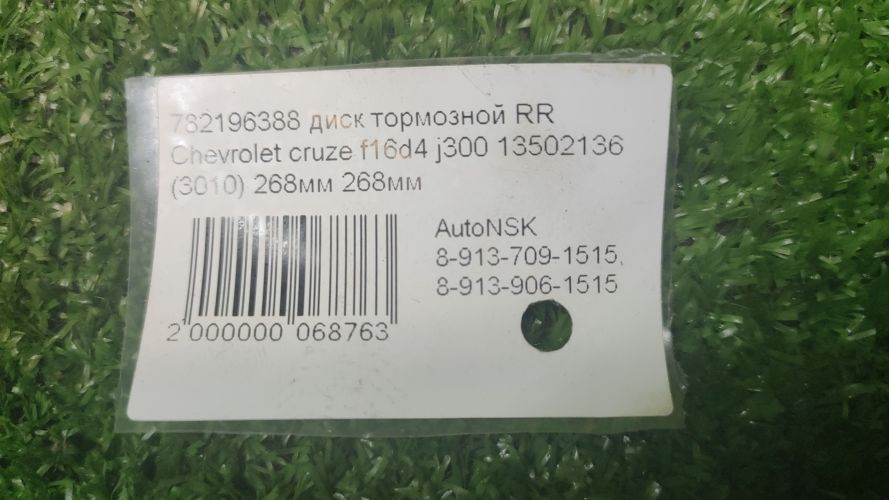 782196388 диск тормозной RR
Chevrolet cruze f16d4 j300 13502136
(3010) 268мм 268мм
AutoNSK
8-913-709-1515,
8-913-906-1515
2 000000 068763